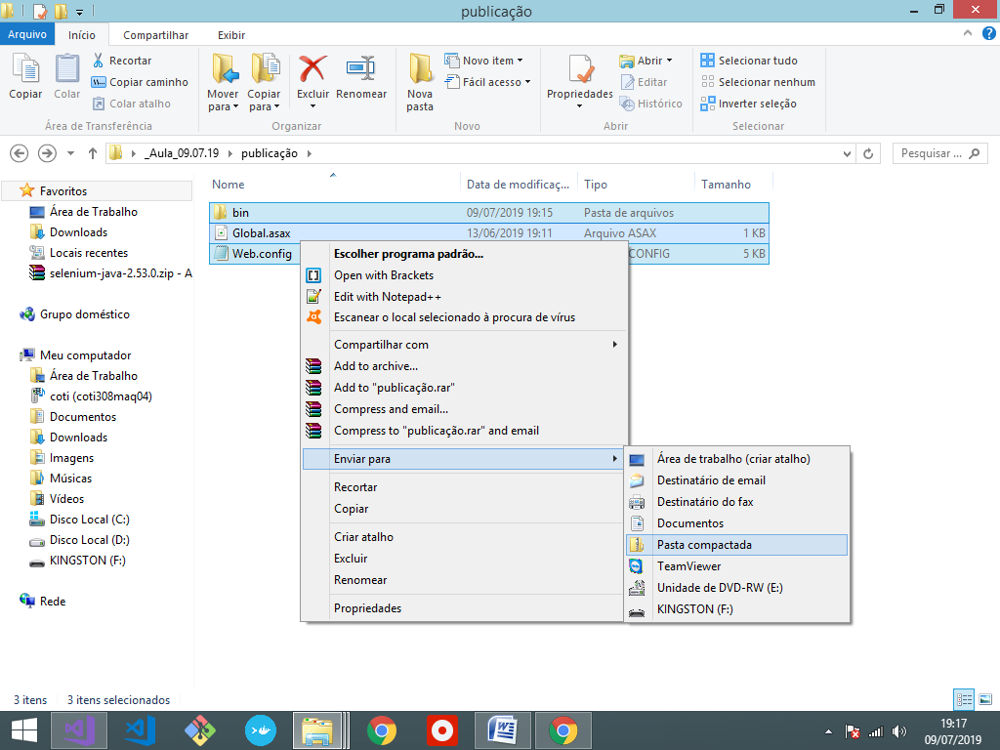 publicação
Arquivo Início Compartilhar Exibir
Copiar
Colar
Recortar
Copiar caminho
Colar atalho
Área de Transferência
Mover para
Copiar para
Excluir
Renomear
Organizar
Nova pasta
Novo item
Fácil acesso
Novo
Propriedades
Abrir
Editar
Histórico
Abrir
Selecionar tudo
Selecionar nenhum
Inverter seleção
Selecionar
_Aula_09.07.19 publicação
Pesquisar ...
Favoritos
Área de Trabalho
Downloads
Locais recentes
selenium-java-2.53.0.zip - A
Grupo doméstico
Meu computador
Área de Trabalho
coti (coti308maq04)
Documentos
Downloads
Imagens
Músicas
Vídeos
Disco Local (C:)
Disco Local (D:)
KINGSTON (F:)
Rede
Nome Data de modificaç... Tipo Tamanho
bin 09/07/2019 19:15 Pasta de arquivos
Global.asax 13/06/2019 19:11 Arquivo ASAX 1 KB
Web.config CONFIG 5 KB
Escolher programa padrão...
Open with Brackets
Edit with Notepad++
Escanear o local selecionado à procura de vírus
Compartilhar com
Add to archive...
Add to "publicação.rar"
Compress and email...
Compress to "publicação.rar" and email
Enviar para
Recortar
Copiar
Criar atalho
Excluir
Renomear
Propriedades
Área de trabalho (criar atalho)
Destinatário de email
Destinatário do fax
Documentos
Pasta compactada
TeamViewer
Unidade de DVD-RW (E:)
KINGSTON (F:)
3 itens 3 itens selecionados
19:17
09/07/2019